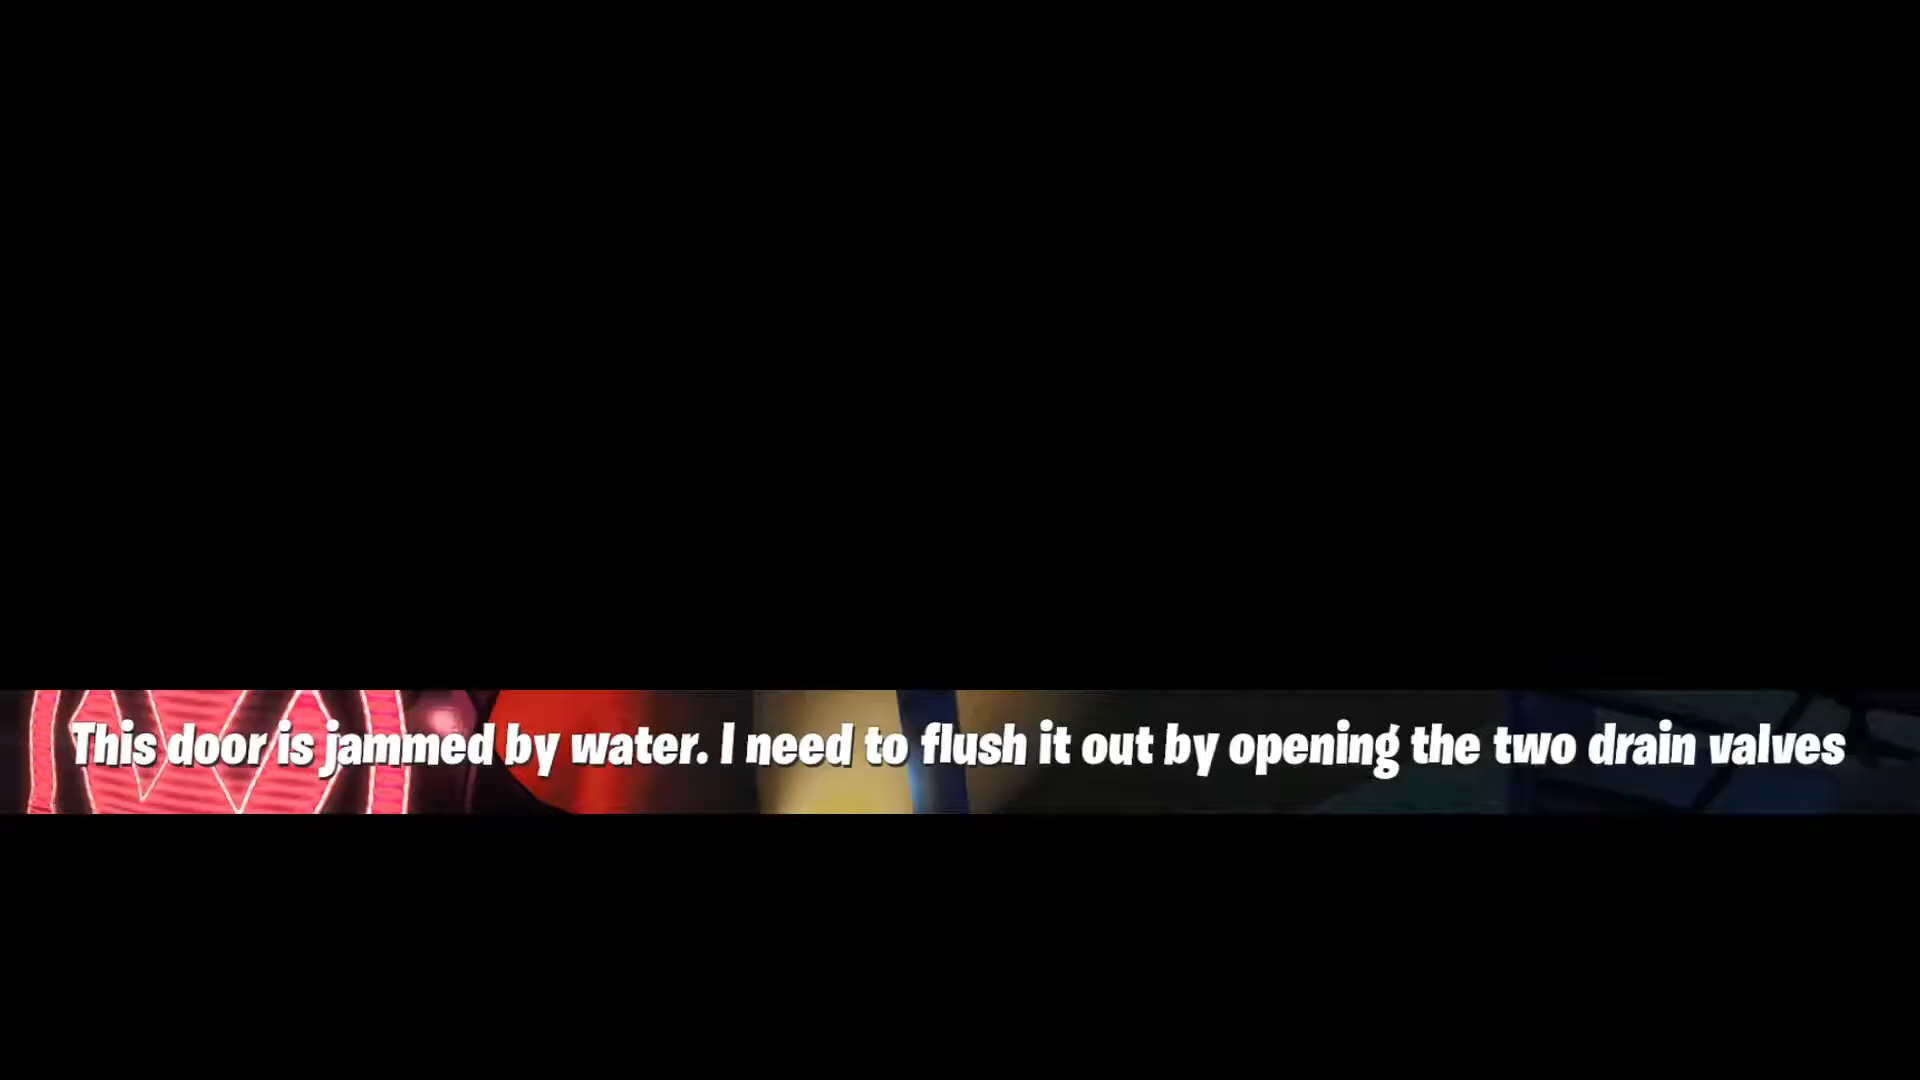 This door is jammed by water. I need to flush it out by opening the two drain valves